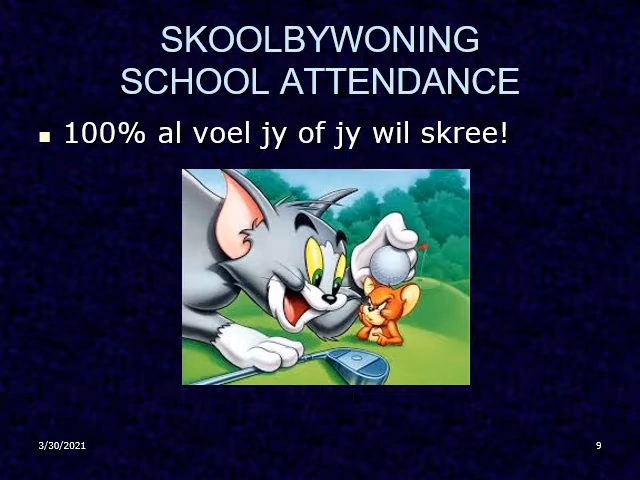 SKOOLBYWONING
SCHOOL ATTENDANCE
100% al voel jy of jy wil skree!
3/30/2021
9